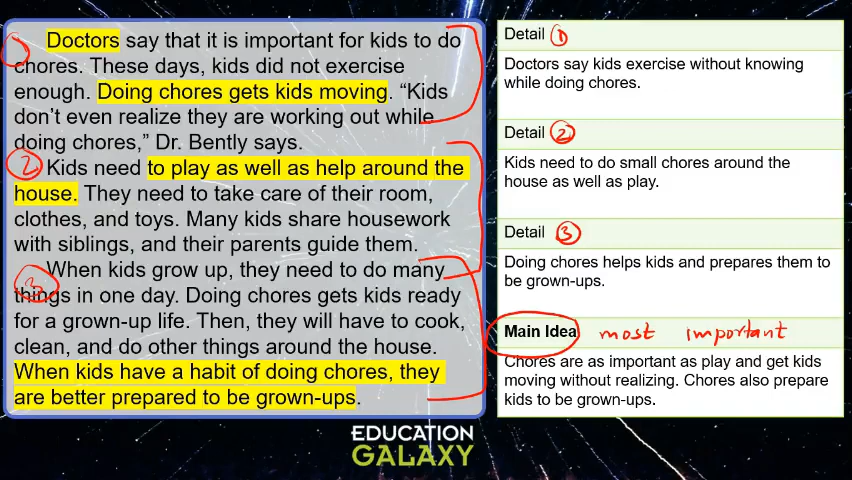 Doctors say that it is important for kids to do
chores. These days, kids did not exercise
enough. Doing chores gets kids moving. “Kids
don’t even realize they are working out while
doing chores,” Dr. Bently says.
Kids need to play as well as help around the
house. They need to take care of their room,
clothes, and toys. Many kids share housework
with siblings, and their parents guide them.
When kids grow up, they need to do many
things in one day. Doing chores gets kids ready
for a grown-up life. Then, they will have to cook,
clean, and do other things around the house.
When kids have a habit of doing chores, they
are better prepared to be grown-ups.
1
2
3
Detail 1
Doctors say kids exercise without knowing
while doing chores.
Detail 2
Kids need to do small chores around the
house as well as play.
Detail 3
Doing chores helps kids and prepares them to
be grown-ups.
Main Idea most important
Chores are as important as play and get kids
moving without realizing. Chores also prepare
kids to be grown-ups.
EDUCATION
GALAXY